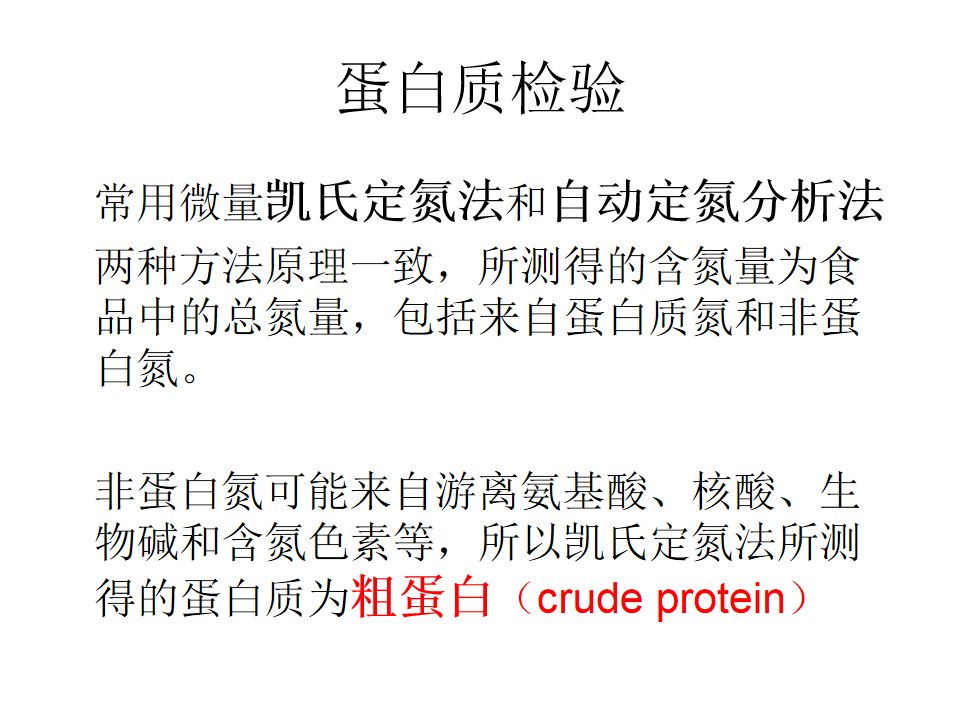 蛋白质检验
常用微量凯氏定氮法和自动定氮分析法
两种方法原理一致，所测得的含氮量为食
品中的总氮量，包括来自蛋白质氮和非蛋
白氮。
非蛋白氮可能来自游离氨基酸、核酸、生
物碱和含氮色素等，所以凯氏定氮法所测
得的蛋白质为粗蛋白（crude protein）